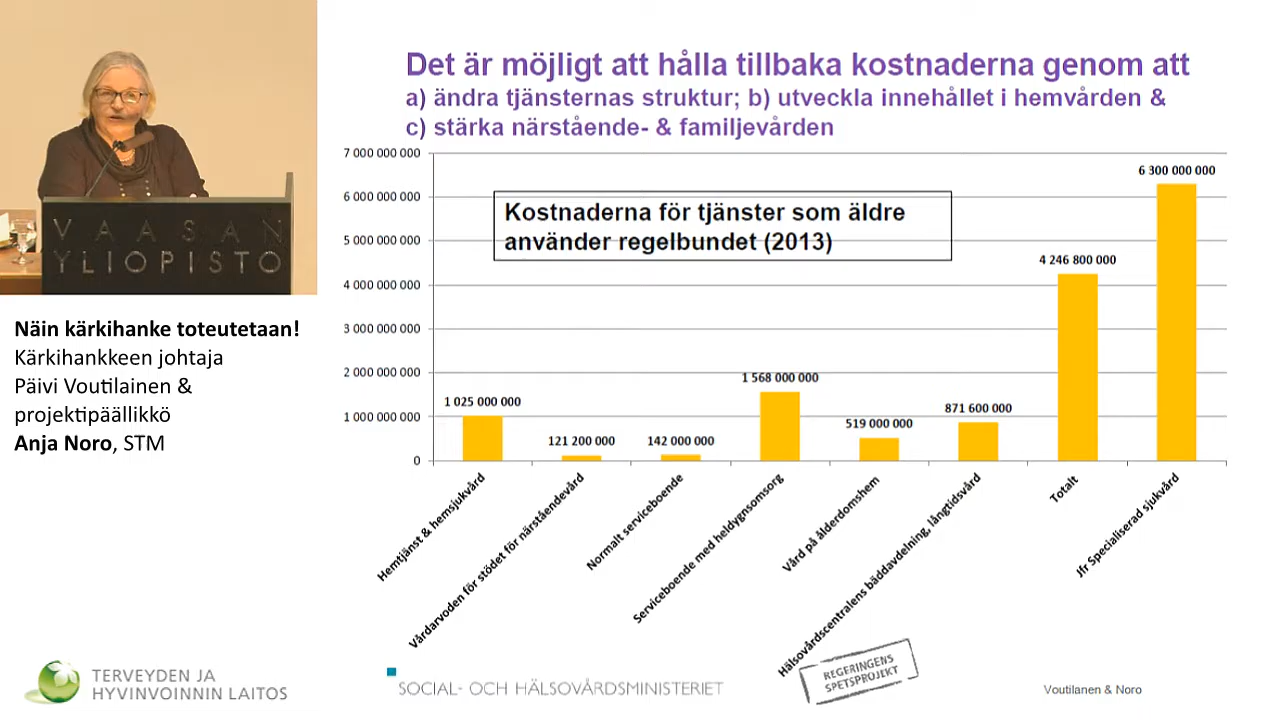 Det är möjligt att hålla tillbaka kostnaderna genom att
a) ändra tjänsternas struktur; b) utveckla innehållet i hemvården &
c) stärka närstående- & familjevården
7 000 000 000
6 000 000 000
5 000 000 000
4 000 000 000
3 000 000 000
2 000 000 000
1 000 000 000
0
Kostnaderna för tjänster som äldre
använder regelbundet (2013)
1 025 000 000
121 200 000
142 000 000
1 568 000 000
519 000 000
871 600 000
4 246 800 000
6 300 000 000
Hemtjänst & hemsjukvård
Vårdarvoden för stödet för närståendevård
Normalt serviceboende
Serviceboende med heldygnsomsorg
Vård på ålderdomshem
Hälsovårdscentralens bäddavdelning, långtidsvård
Totalt
Jfr Specialiserad sjukvård
VAASAN
YLIOPISTO
Näin kärkihanke toteutetaan!
Kärkihankkeen johtaja
Päivi Voutilainen &
projektipäällikkö
Anja Noro, STM
TERVEYDEN JA
HYVINVOINNIN LAITOS
SOCIAL- OCH HÄLSOVÅRDSMINISTERIET
REGERINGENS
SPETSPROJEKT
Voutilanen & Noro